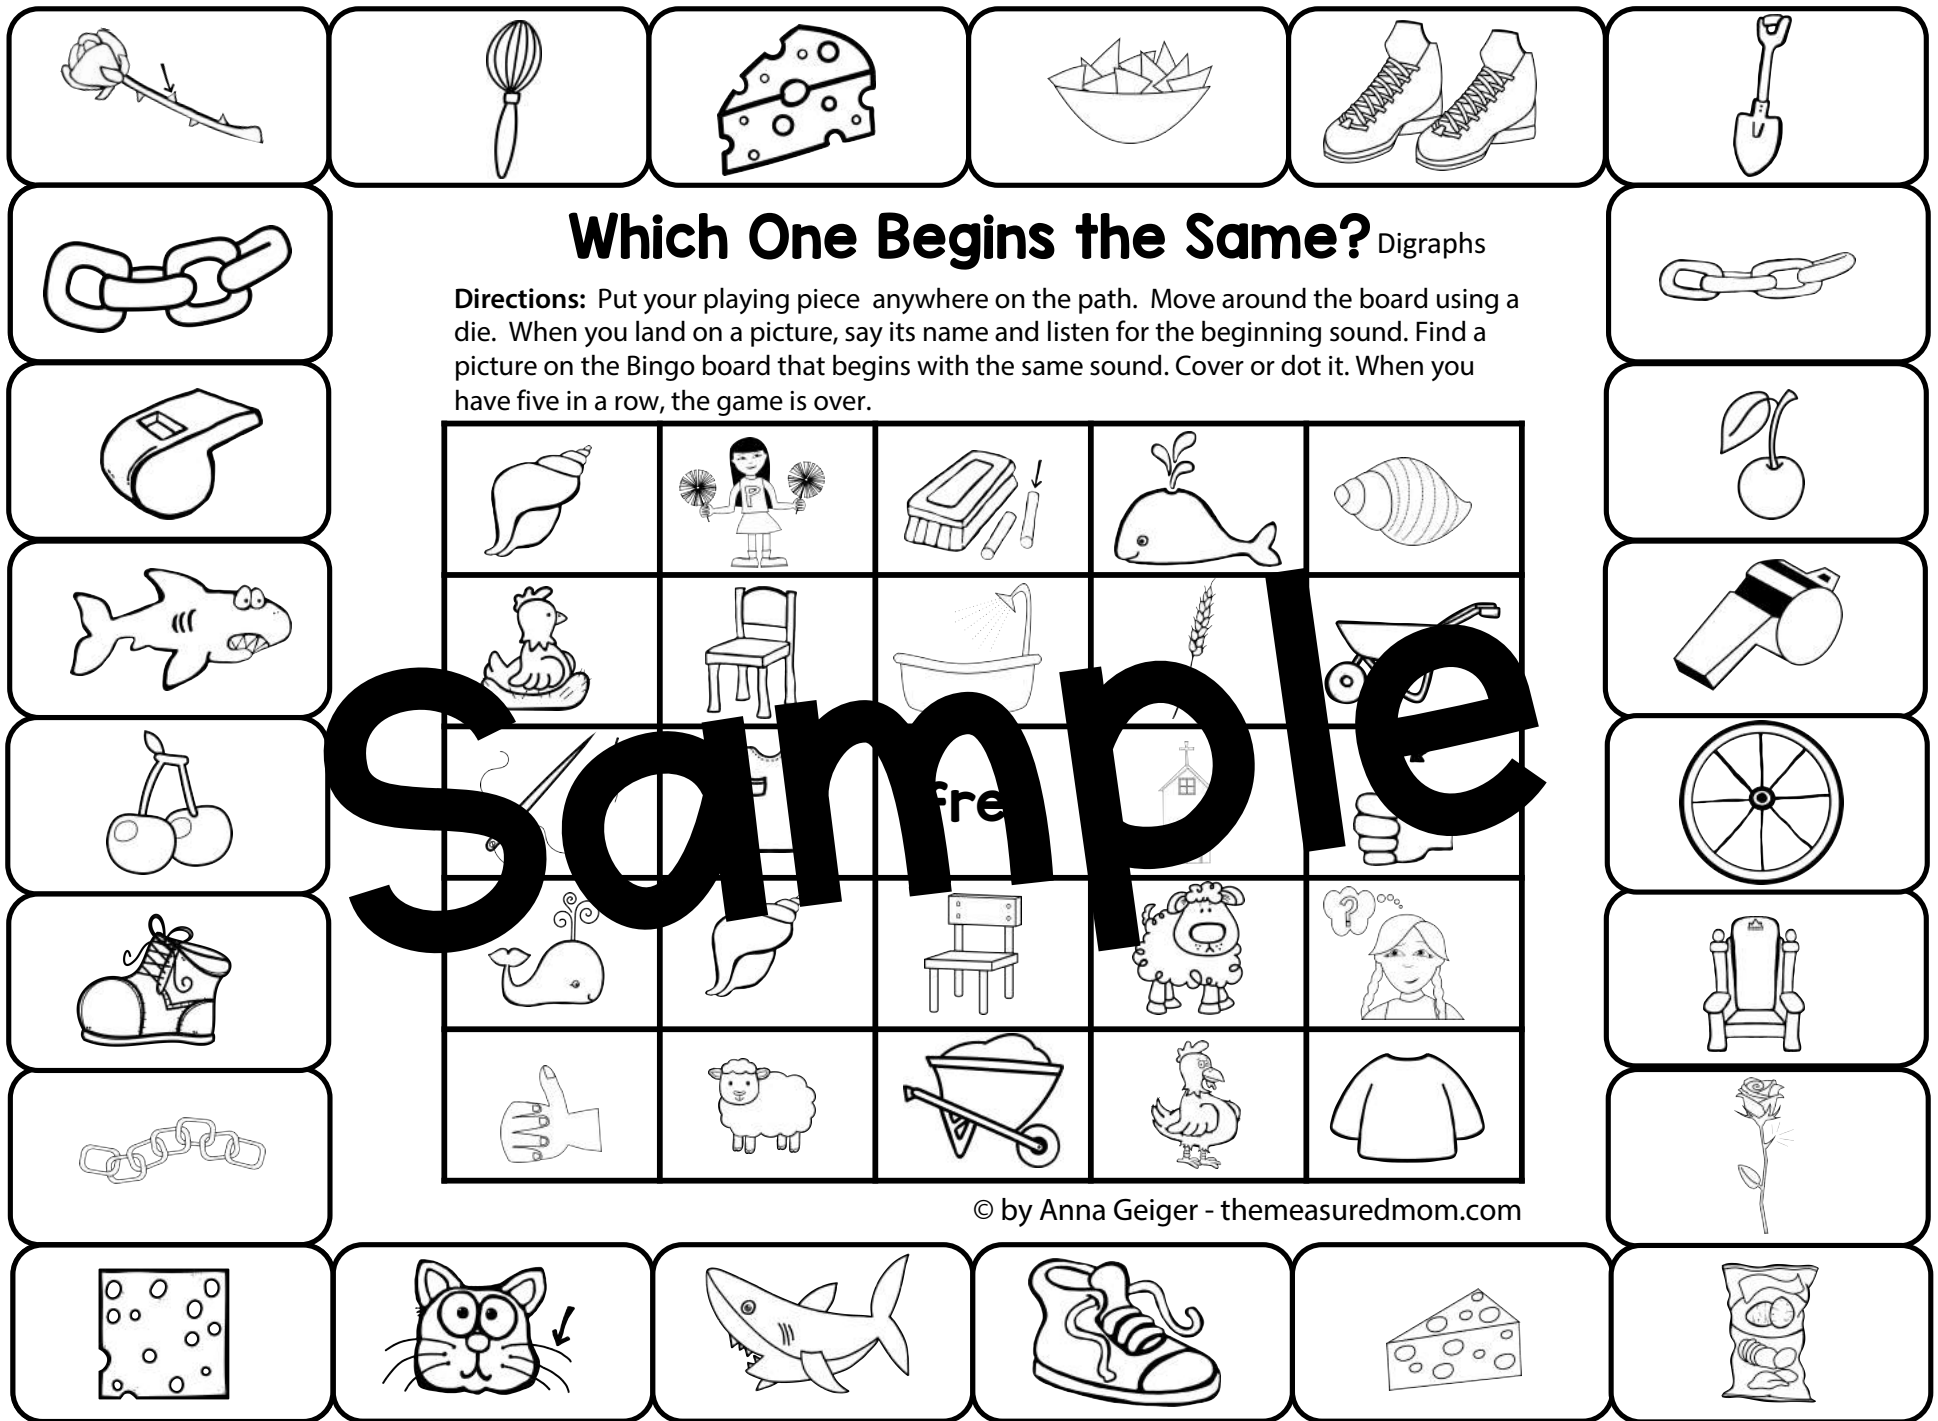 Which One Begins the Same? Digraphs
Directions: Put your playing piece anywhere on the path. Move around the board using a
die. When you land on a picture, say its name and listen for the beginning sound. Find a
picture on the Bingo board that begins with the same sound. Cover or dot it. When you
have five in a row, the game is over.
P
Sample
?
© by Anna Geiger - themeasuredmom.com